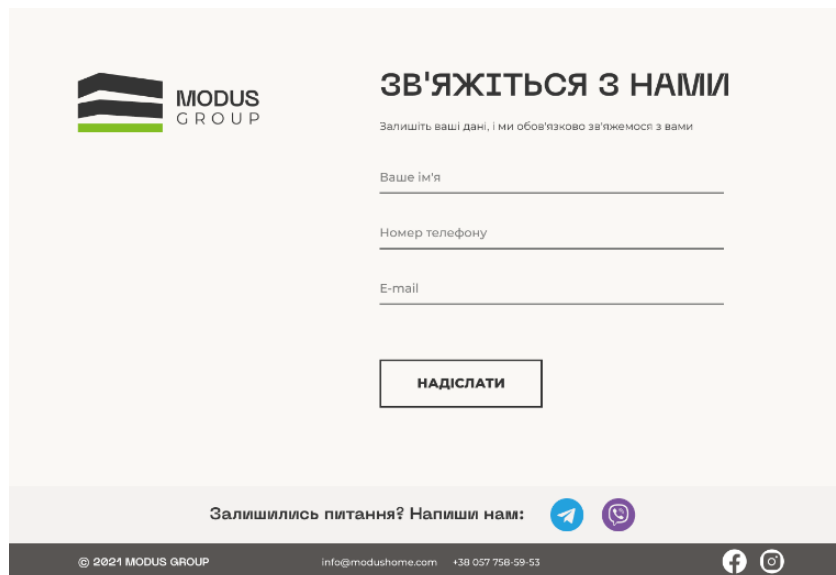 MODUS
GROUP
ЗВ'ЯЖІТЬСЯ З НАМИ
Залишіть ваші дані, і ми обов'язково зв'яжемося з вами
Ваше ім'я
Номер телефону
E-mail
НАДІСЛАТИ
Залишились питання? Напиши нам:
© 2021 MODUS GROUP
info@modushome.com +38 057 758-59-53